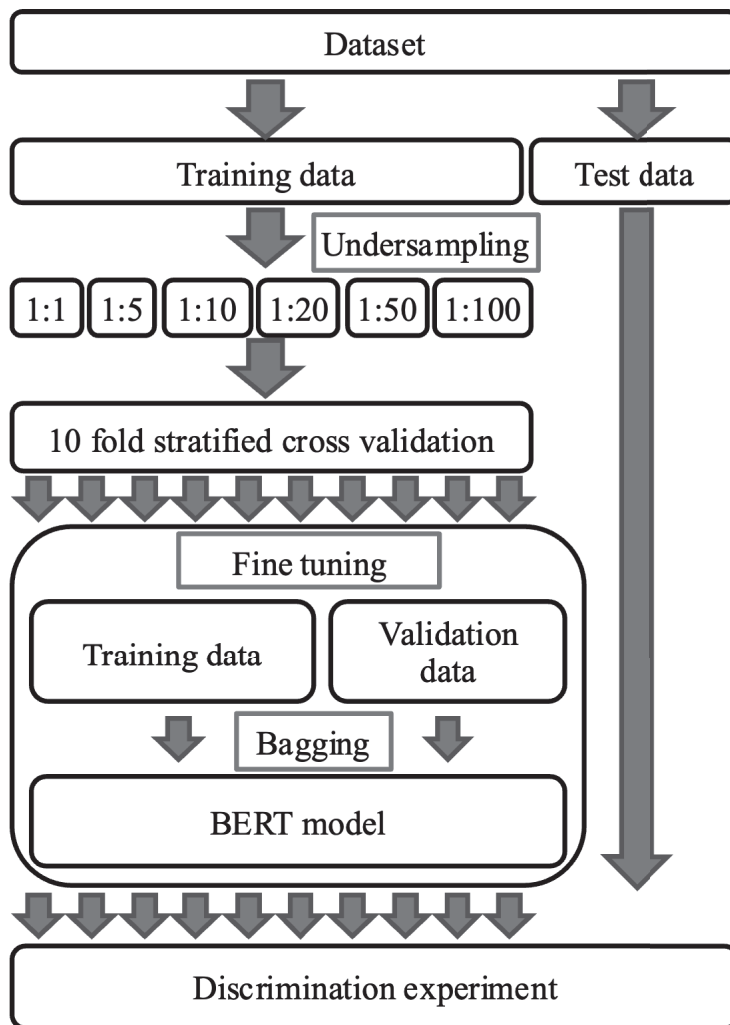 Dataset
Training data
Test data
Undersampling
1:1
1:5
1:10
1:20
1:50
1:100
10 fold stratified cross validation
Fine tuning
Training data
Validation
data
Bagging
BERT model
Discrimination experiment